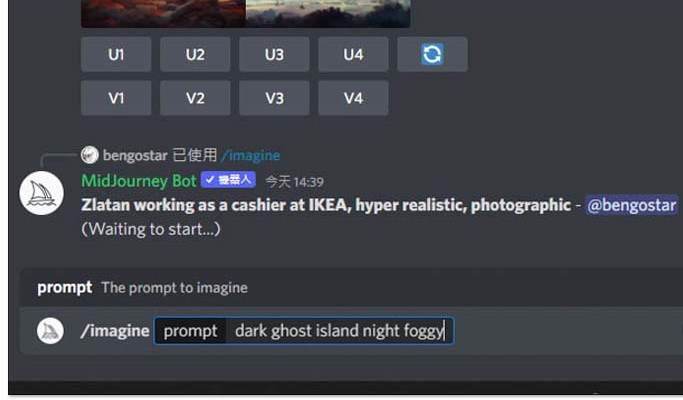 U1 U2 U3 U4
V1 V2 V3 V4
bengostar 已使用 /imagine
MidJourney Bot ✓ 機器人 今天 14:39
Zlatan working as a cashier at IKEA, hyper realistic, photographic - @bengostar
(Waiting to start...)
prompt The prompt to imagine
/imagine prompt dark ghost island night foggy